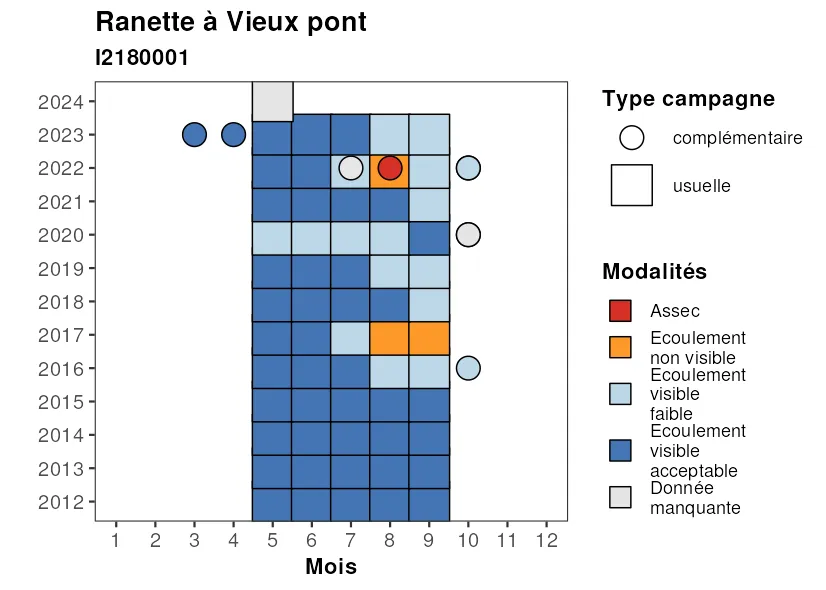 Ranette à Vieux pont
I2180001
2024
2023
2022
2021
2020
2019
2018
2017
2016
2015
2014
2013
2012
1 2 3 4 5 6 7 8 9 10 11 12
Mois
Type campagne
complémentaire
usuelle
Modalités
Assec
Ecoulement
non visible
Ecoulement
visible
faible
Ecoulement
visible
acceptable
Donnée
manquante